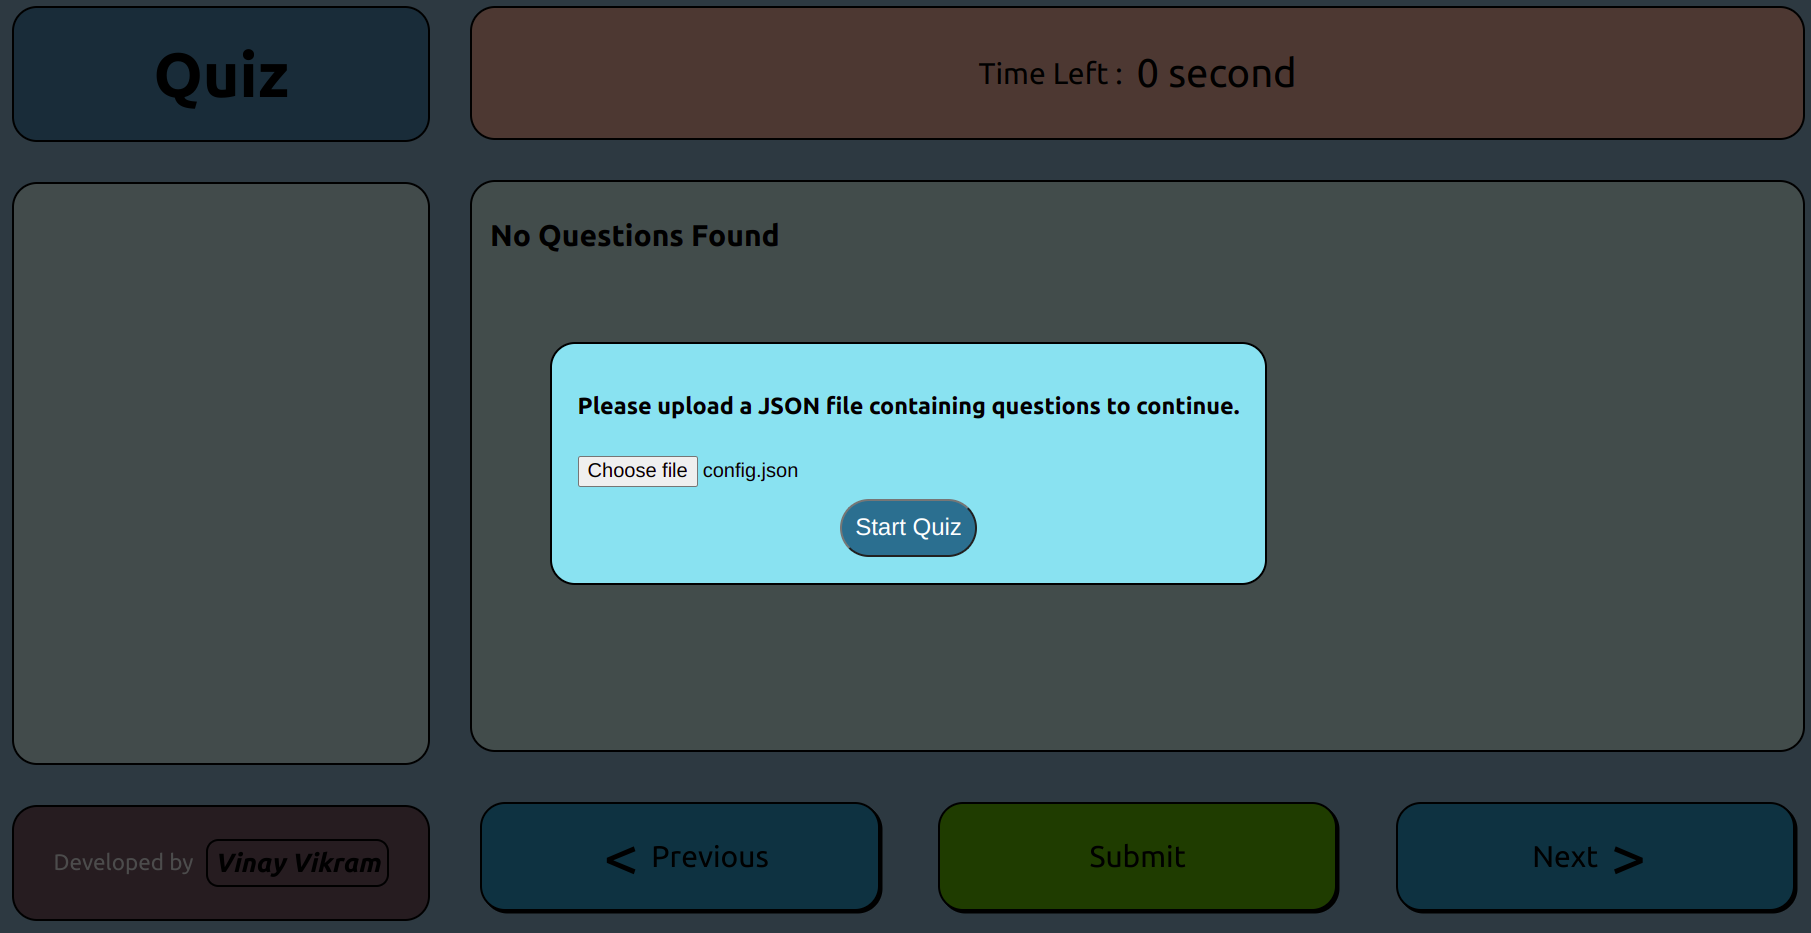 Quiz
Time Left : 0 second
No Questions Found
Please upload a JSON file containing questions to continue.
Choose file config.json
Start Quiz
Developed by Vinay Vikram
< Previous
Submit
Next >